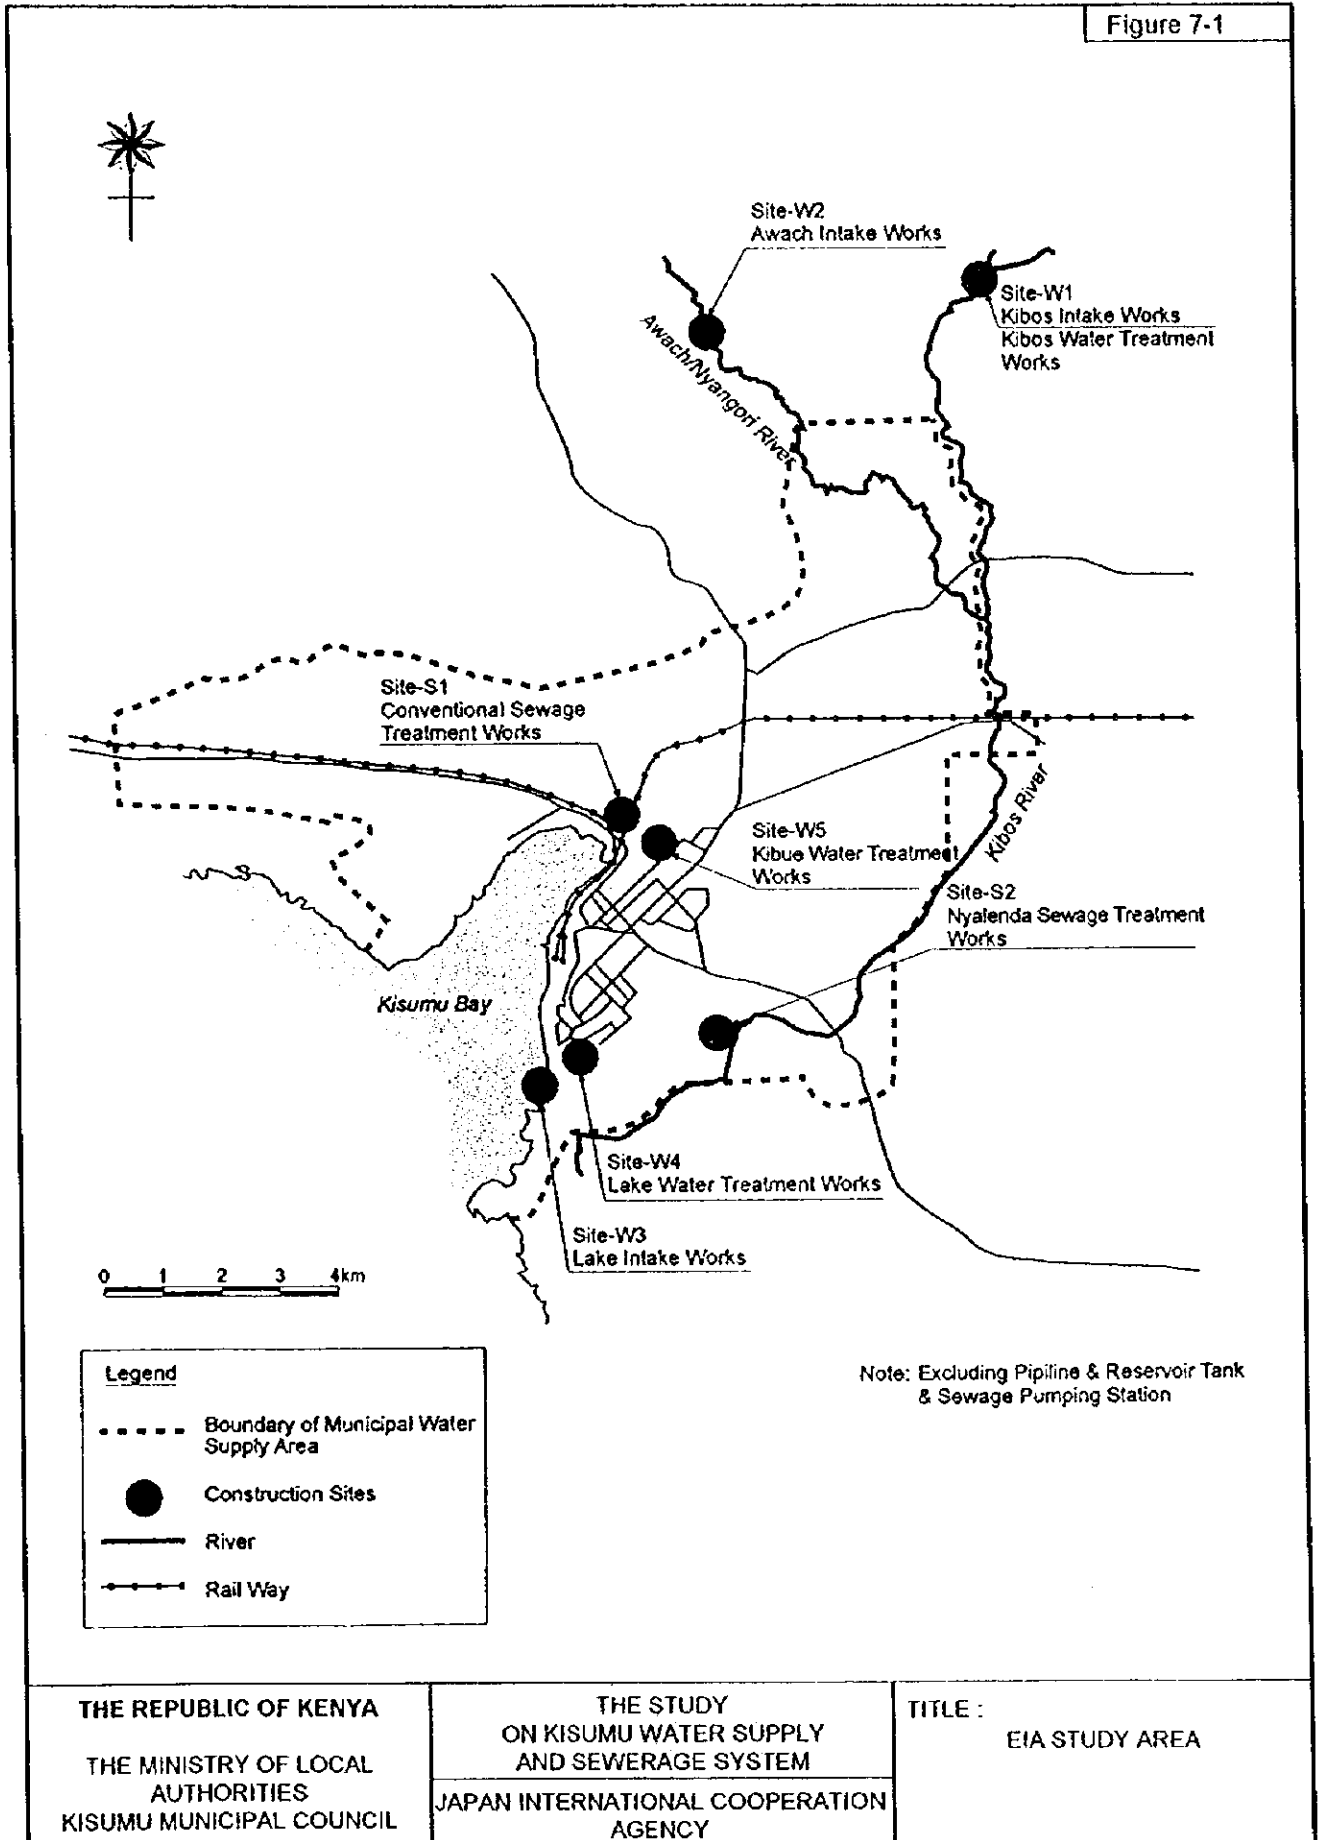 Figure 7-1
Site-W2
Awach Intake Works
Site-W1
Kibos Intake Works
Kibos Water Treatment
Works
Awach/Nyangori River
Site-S1
Conventional Sewage
Treatment Works
Kibos River
Site-W5
Kibue Water Treatment
Works
Site-S2
Nyalenda Sewage Treatment
Works
Kisumu Bay
Site-W4
Lake Water Treatment Works
Site-W3
Lake Intake Works
0 1 2 3 4km
Legend
Boundary of Municipal Water
Supply Area
Construction Sites
River
Rail Way
Note: Excluding Pipiline & Reservoir Tank
& Sewage Pumping Station
THE REPUBLIC OF KENYA
THE MINISTRY OF LOCAL
AUTHORITIES
KISUMU MUNICIPAL COUNCIL
THE STUDY
ON KISUMU WATER SUPPLY
AND SEWERAGE SYSTEM
JAPAN INTERNATIONAL COOPERATION
AGENCY
TITLE :
EIA STUDY AREA